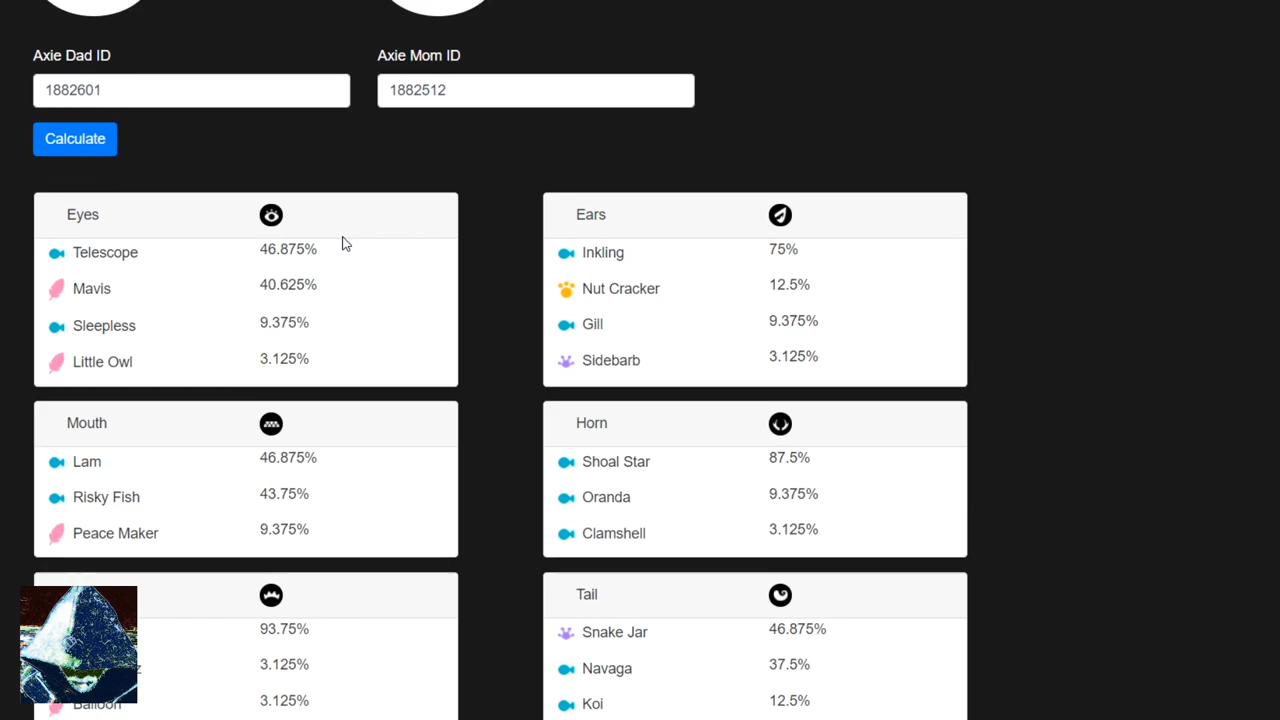 Axie Dad ID
Axie Mom ID
1882601
1882512
Calculate
Eyes
Telescope 46.875%
Mavis 40.625%
Sleepless 9.375%
Little Owl 3.125%
Ears
Inkling 75%
Nut Cracker 12.5%
Gill 9.375%
Sidebarb 3.125%
Mouth
Lam 46.875%
Risky Fish 43.75%
Peace Maker 9.375%
Horn
Shoal Star 87.5%
Oranda 9.375%
Clamshell 3.125%
93.75%
3.125%
Balloon 3.125%
Tail
Snake Jar 46.875%
Navaga 37.5%
Koi 12.5%